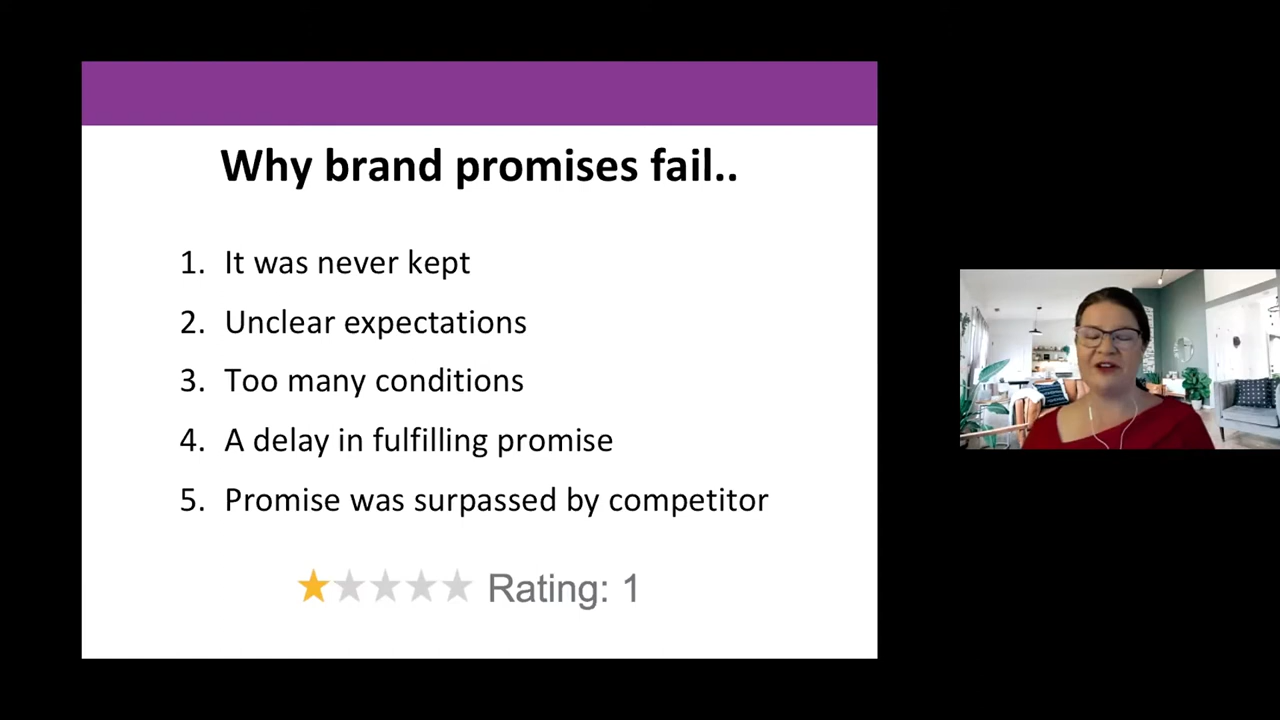 Why brand promises fail..
1. It was never kept
2. Unclear expectations
3. Too many conditions
4. A delay in fulfilling promise
5. Promise was surpassed by competitor
Rating: 1